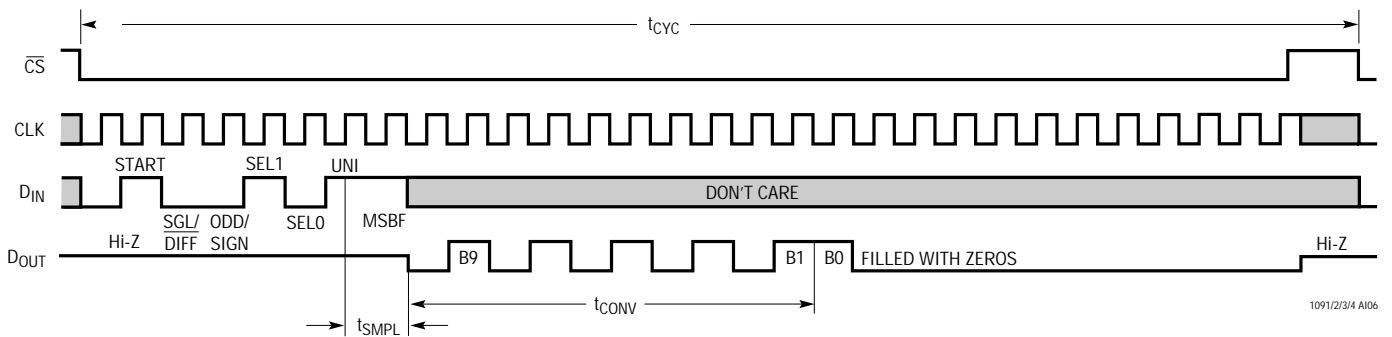 tCYC
CS
CLK
START SEL1 UNI
DIN
DON'T CARE
SGL/
DIFF
ODD/
SIGN
SEL0
MSBF
Hi-Z
DOUT
B9 B1 B0 FILLED WITH ZEROS
Hi-Z
tCONV
tSMPL
1091/2/3/4 AI06